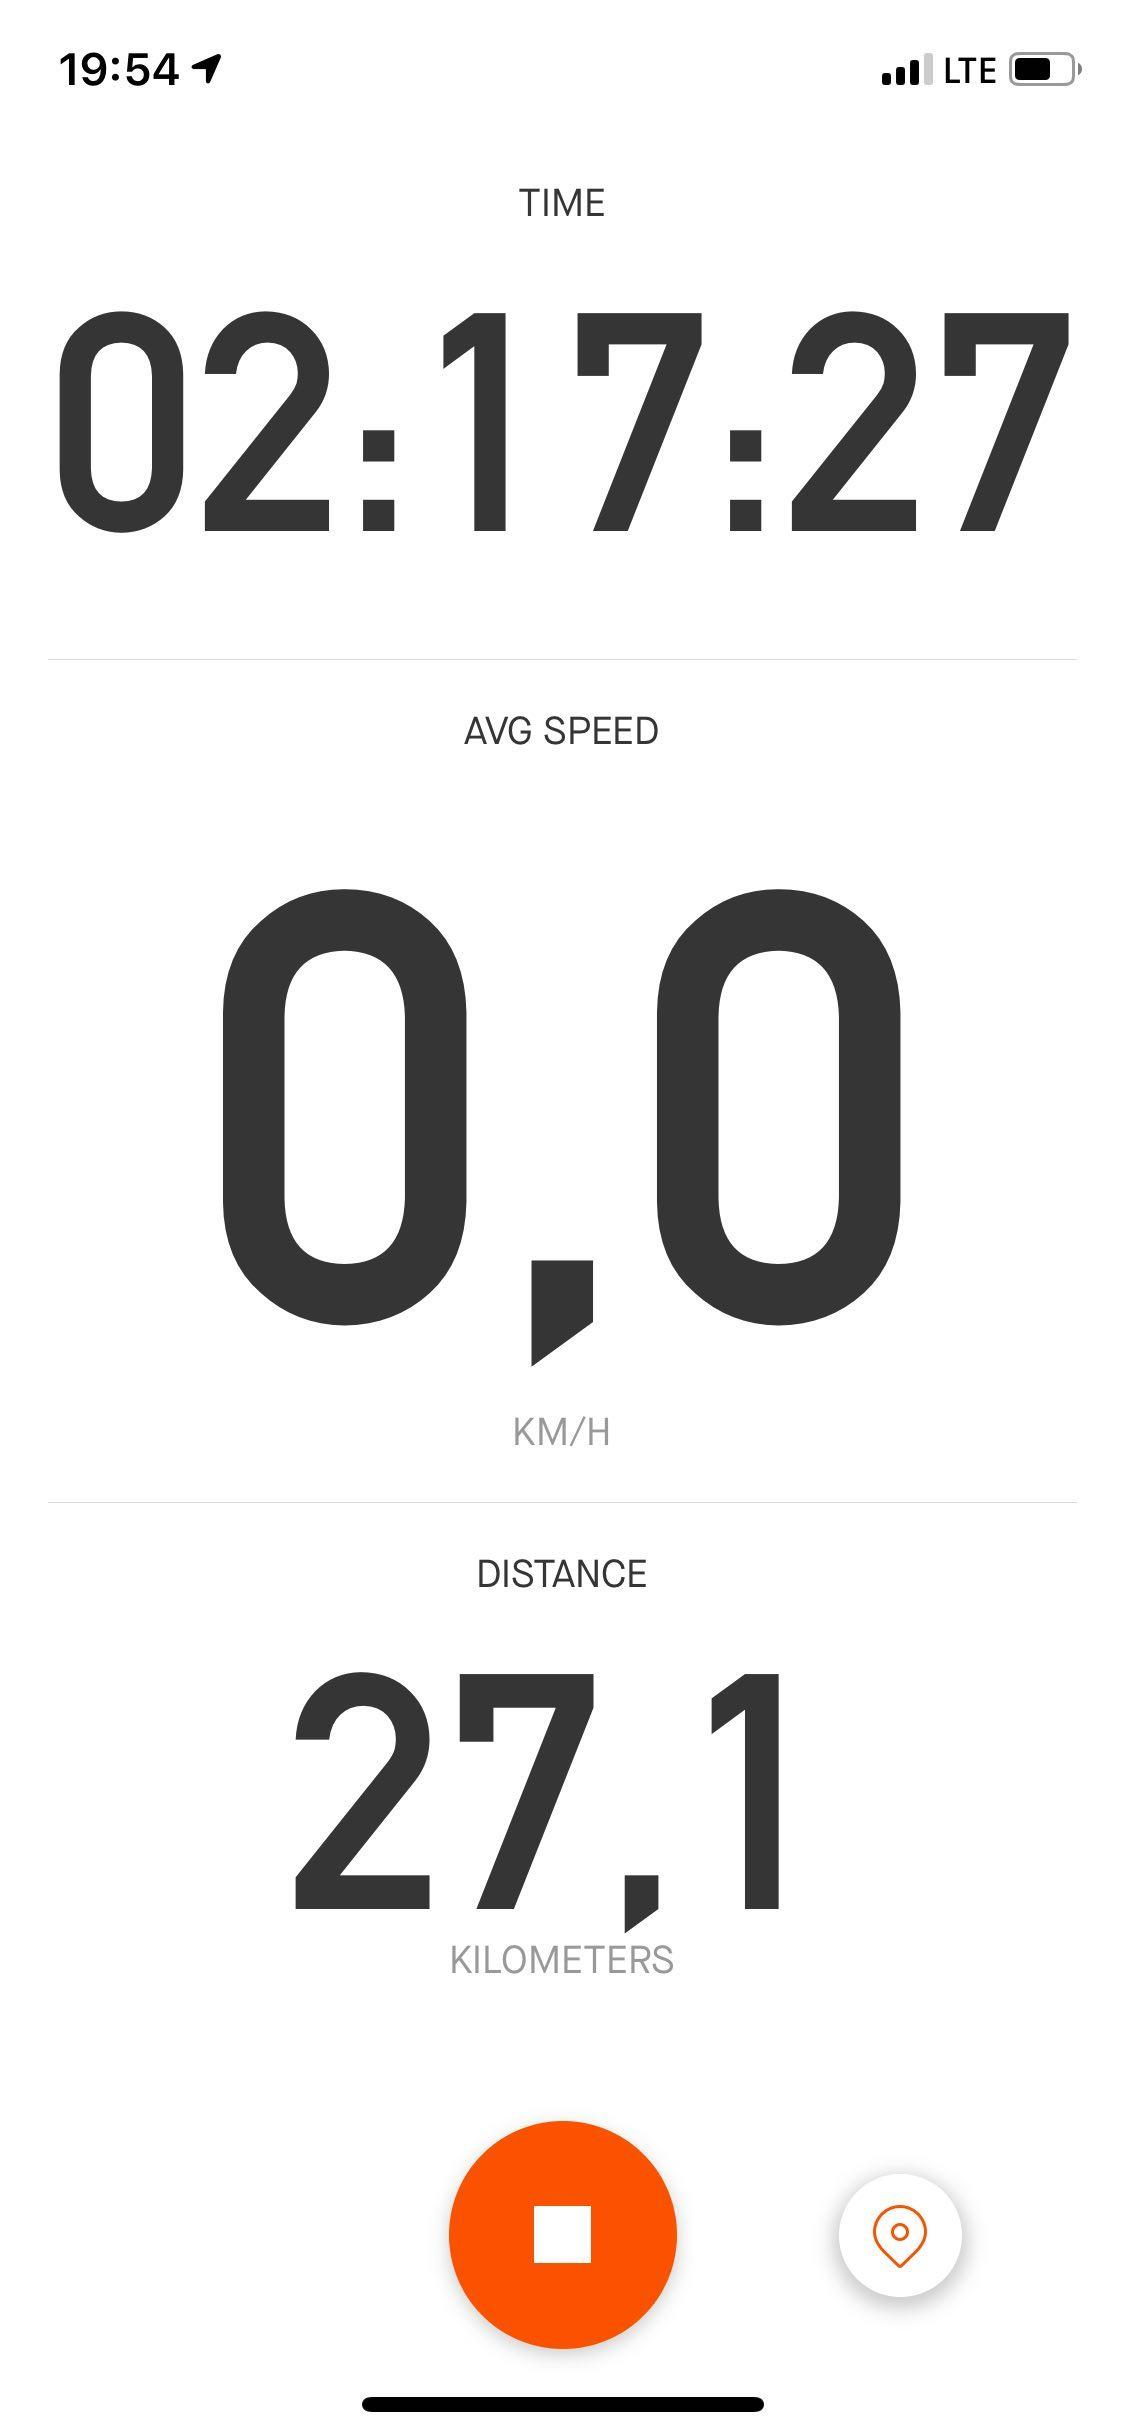 19:54 LTE
TIME
02:17:27
AVG SPEED
0,0
KM/H
DISTANCE
27,1
KILOMETERS